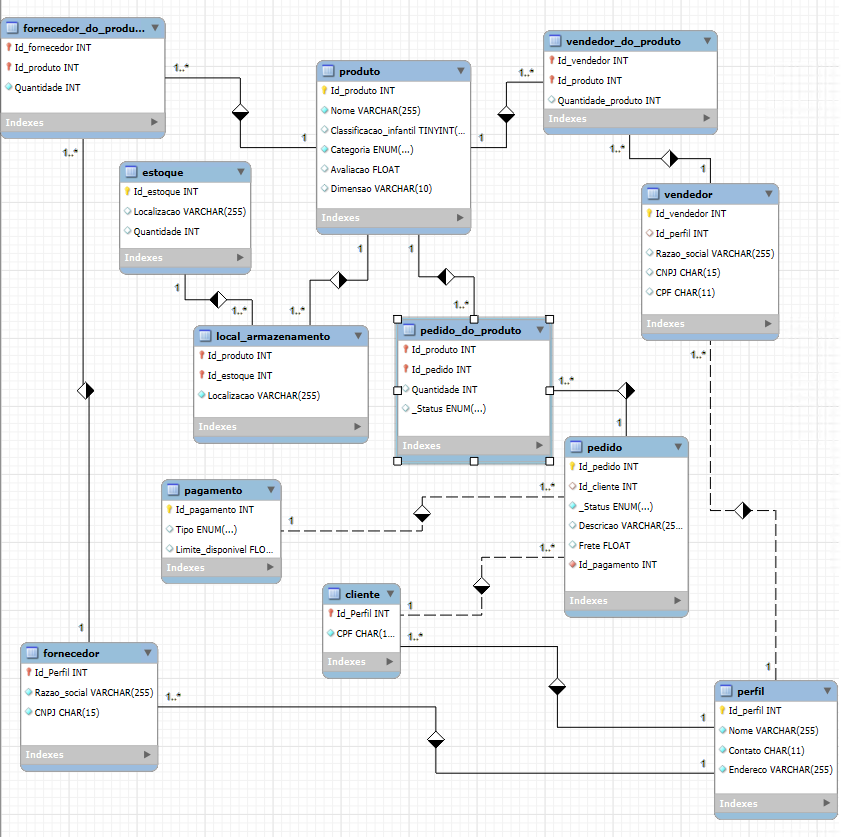 fornecedor_do_produ...
Id_fornecedor INT
Id_produto INT
Quantidade INT
Indexes
1..*
1..*
produto
Id_produto INT
Nome VARCHAR(255)
Classificacao_infantil TINYINT(...
Categoria ENUM(...)
Avaliacao FLOAT
Dimensao VARCHAR(10)
Indexes
1
1
1
1
vendedor_do_produto
Id_vendedor INT
Id_produto INT
Quantidade_produto INT
Indexes
1..*
1..*
estoque
Id_estoque INT
Localizacao VARCHAR(255)
Quantidade INT
Indexes
1
vendedor
Id_vendedor INT
Id_perfil INT
Razao_social VARCHAR(255)
CNPJ CHAR(15)
CPF CHAR(11)
Indexes
1
1..*
local_armazenamento
Id_produto INT
Id_estoque INT
Localizacao VARCHAR(255)
Indexes
1..*
1..*
pedido_do_produto
Id_produto INT
Id_pedido INT
Quantidade INT
_Status ENUM(...)
Indexes
1..*
1..*
pedido
Id_pedido INT
Id_cliente INT
_Status ENUM(...)
Descricao VARCHAR(25...
Frete FLOAT
Id_pagamento INT
Indexes
1
1..*
1..*
pagamento
Id_pagamento INT
Tipo ENUM(...)
Limite_disponivel FLO...
Indexes
1
cliente
Id_Perfil INT
CPF CHAR(1...
Indexes
1
1..*
fornecedor
Id_Perfil INT
Razao_social VARCHAR(255)
CNPJ CHAR(15)
Indexes
1
1..*
perfil
Id_perfil INT
Nome VARCHAR(255)
Contato CHAR(11)
Endereco VARCHAR(255)
Indexes
1
1
1